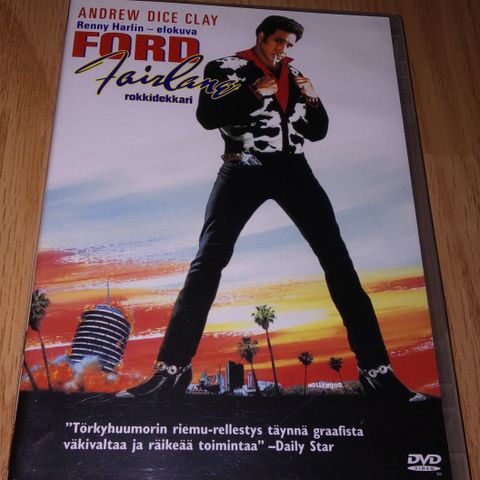 ANDREW DICE CLAY
Renny Harlin – elokuva
FORD
Fairlane
rokkidekkari
HOLLYWOOD
"Törkyhuumorin riemu-rellestys täynnä graafista
väkivaltaa ja räikeää toimintaa" –Daily Star
DVD
VIDEO